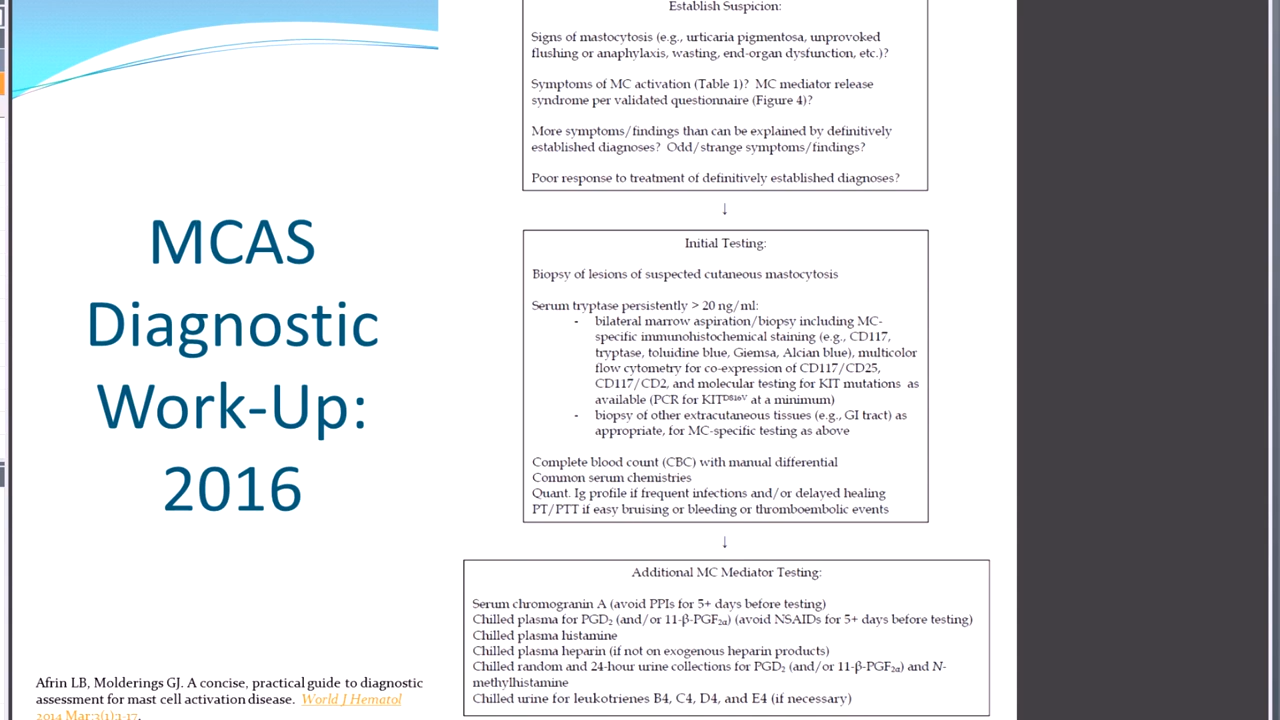 MCAS
Diagnostic
Work-Up:
2016
Afrin LB, Molderings GJ. A concise, practical guide to diagnostic
assessment for mast cell activation disease. World J Hematol
2014 Mar;3(1):1-17.
Establish Suspicion:
Signs of mastocytosis (e.g., urticaria pigmentosa, unprovoked
flushing or anaphylaxis, wasting, end-organ dysfunction, etc.)?
Symptoms of MC activation (Table 1)? MC mediator release
syndrome per validated questionnaire (Figure 4)?
More symptoms/findings than can be explained by definitively
established diagnoses? Odd/strange symptoms/findings?
Poor response to treatment of definitively established diagnoses?
↓
Initial Testing:
Biopsy of lesions of suspected cutaneous mastocytosis
Serum tryptase persistently > 20 ng/ml:
- bilateral marrow aspiration/biopsy including MC-
specific immunohistochemical staining (e.g., CD117,
tryptase, toluidine blue, Giemsa, Alcian blue), multicolor
flow cytometry for co-expression of CD117/CD25,
CD117/CD2, and molecular testing for KIT mutations as
available (PCR for KITᴰ⁸¹⁶ⱽ at a minimum)
- biopsy of other extracutaneous tissues (e.g., GI tract) as
appropriate, for MC-specific testing as above
Complete blood count (CBC) with manual differential
Common serum chemistries
Quant. Ig profile if frequent infections and/or delayed healing
PT/PTT if easy bruising or bleeding or thromboembolic events
↓
Additional MC Mediator Testing:
Serum chromogranin A (avoid PPIs for 5+ days before testing)
Chilled plasma for PGD₂ (and/or 11-β-PGF₂α) (avoid NSAIDs for 5+ days before testing)
Chilled plasma histamine
Chilled plasma heparin (if not on exogenous heparin products)
Chilled random and 24-hour urine collections for PGD₂ (and/or 11-β-PGF₂α) and N-
methylhistamine
Chilled urine for leukotrienes B4, C4, D4, and E4 (if necessary)